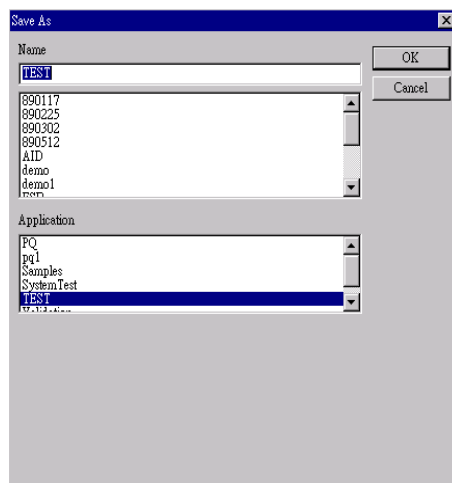 Save As
Name
OK
TEST
Cancel
890117
890225
890302
890512
AID
demo
demo1
Application
PQ
pq1
Samples
SystemTest
TEST